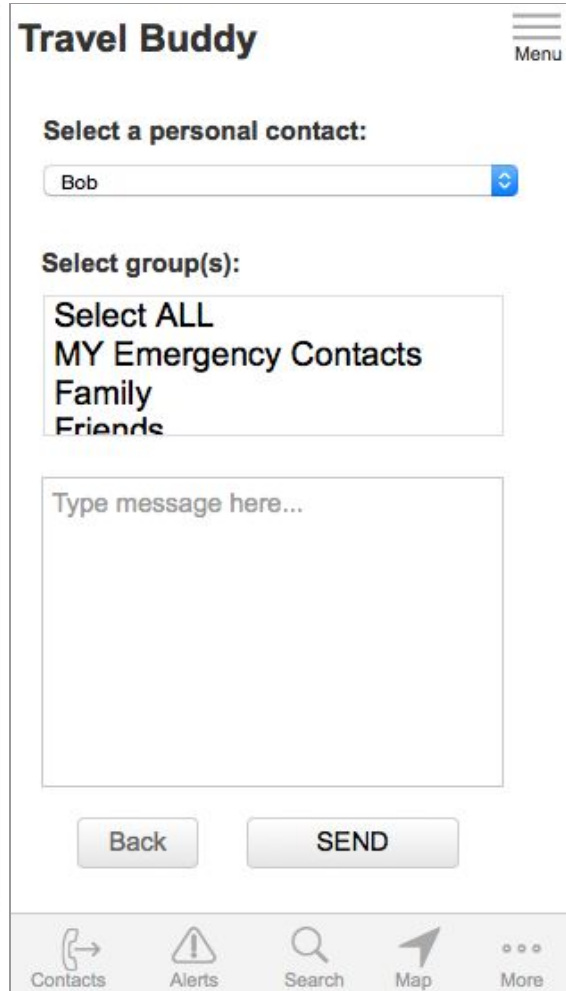 Travel Buddy
Menu
Select a personal contact:
Bob
Select group(s):
Select ALL
MY Emergency Contacts
Family
Friends
Type message here...
Back SEND
Contacts Alerts Search Map More